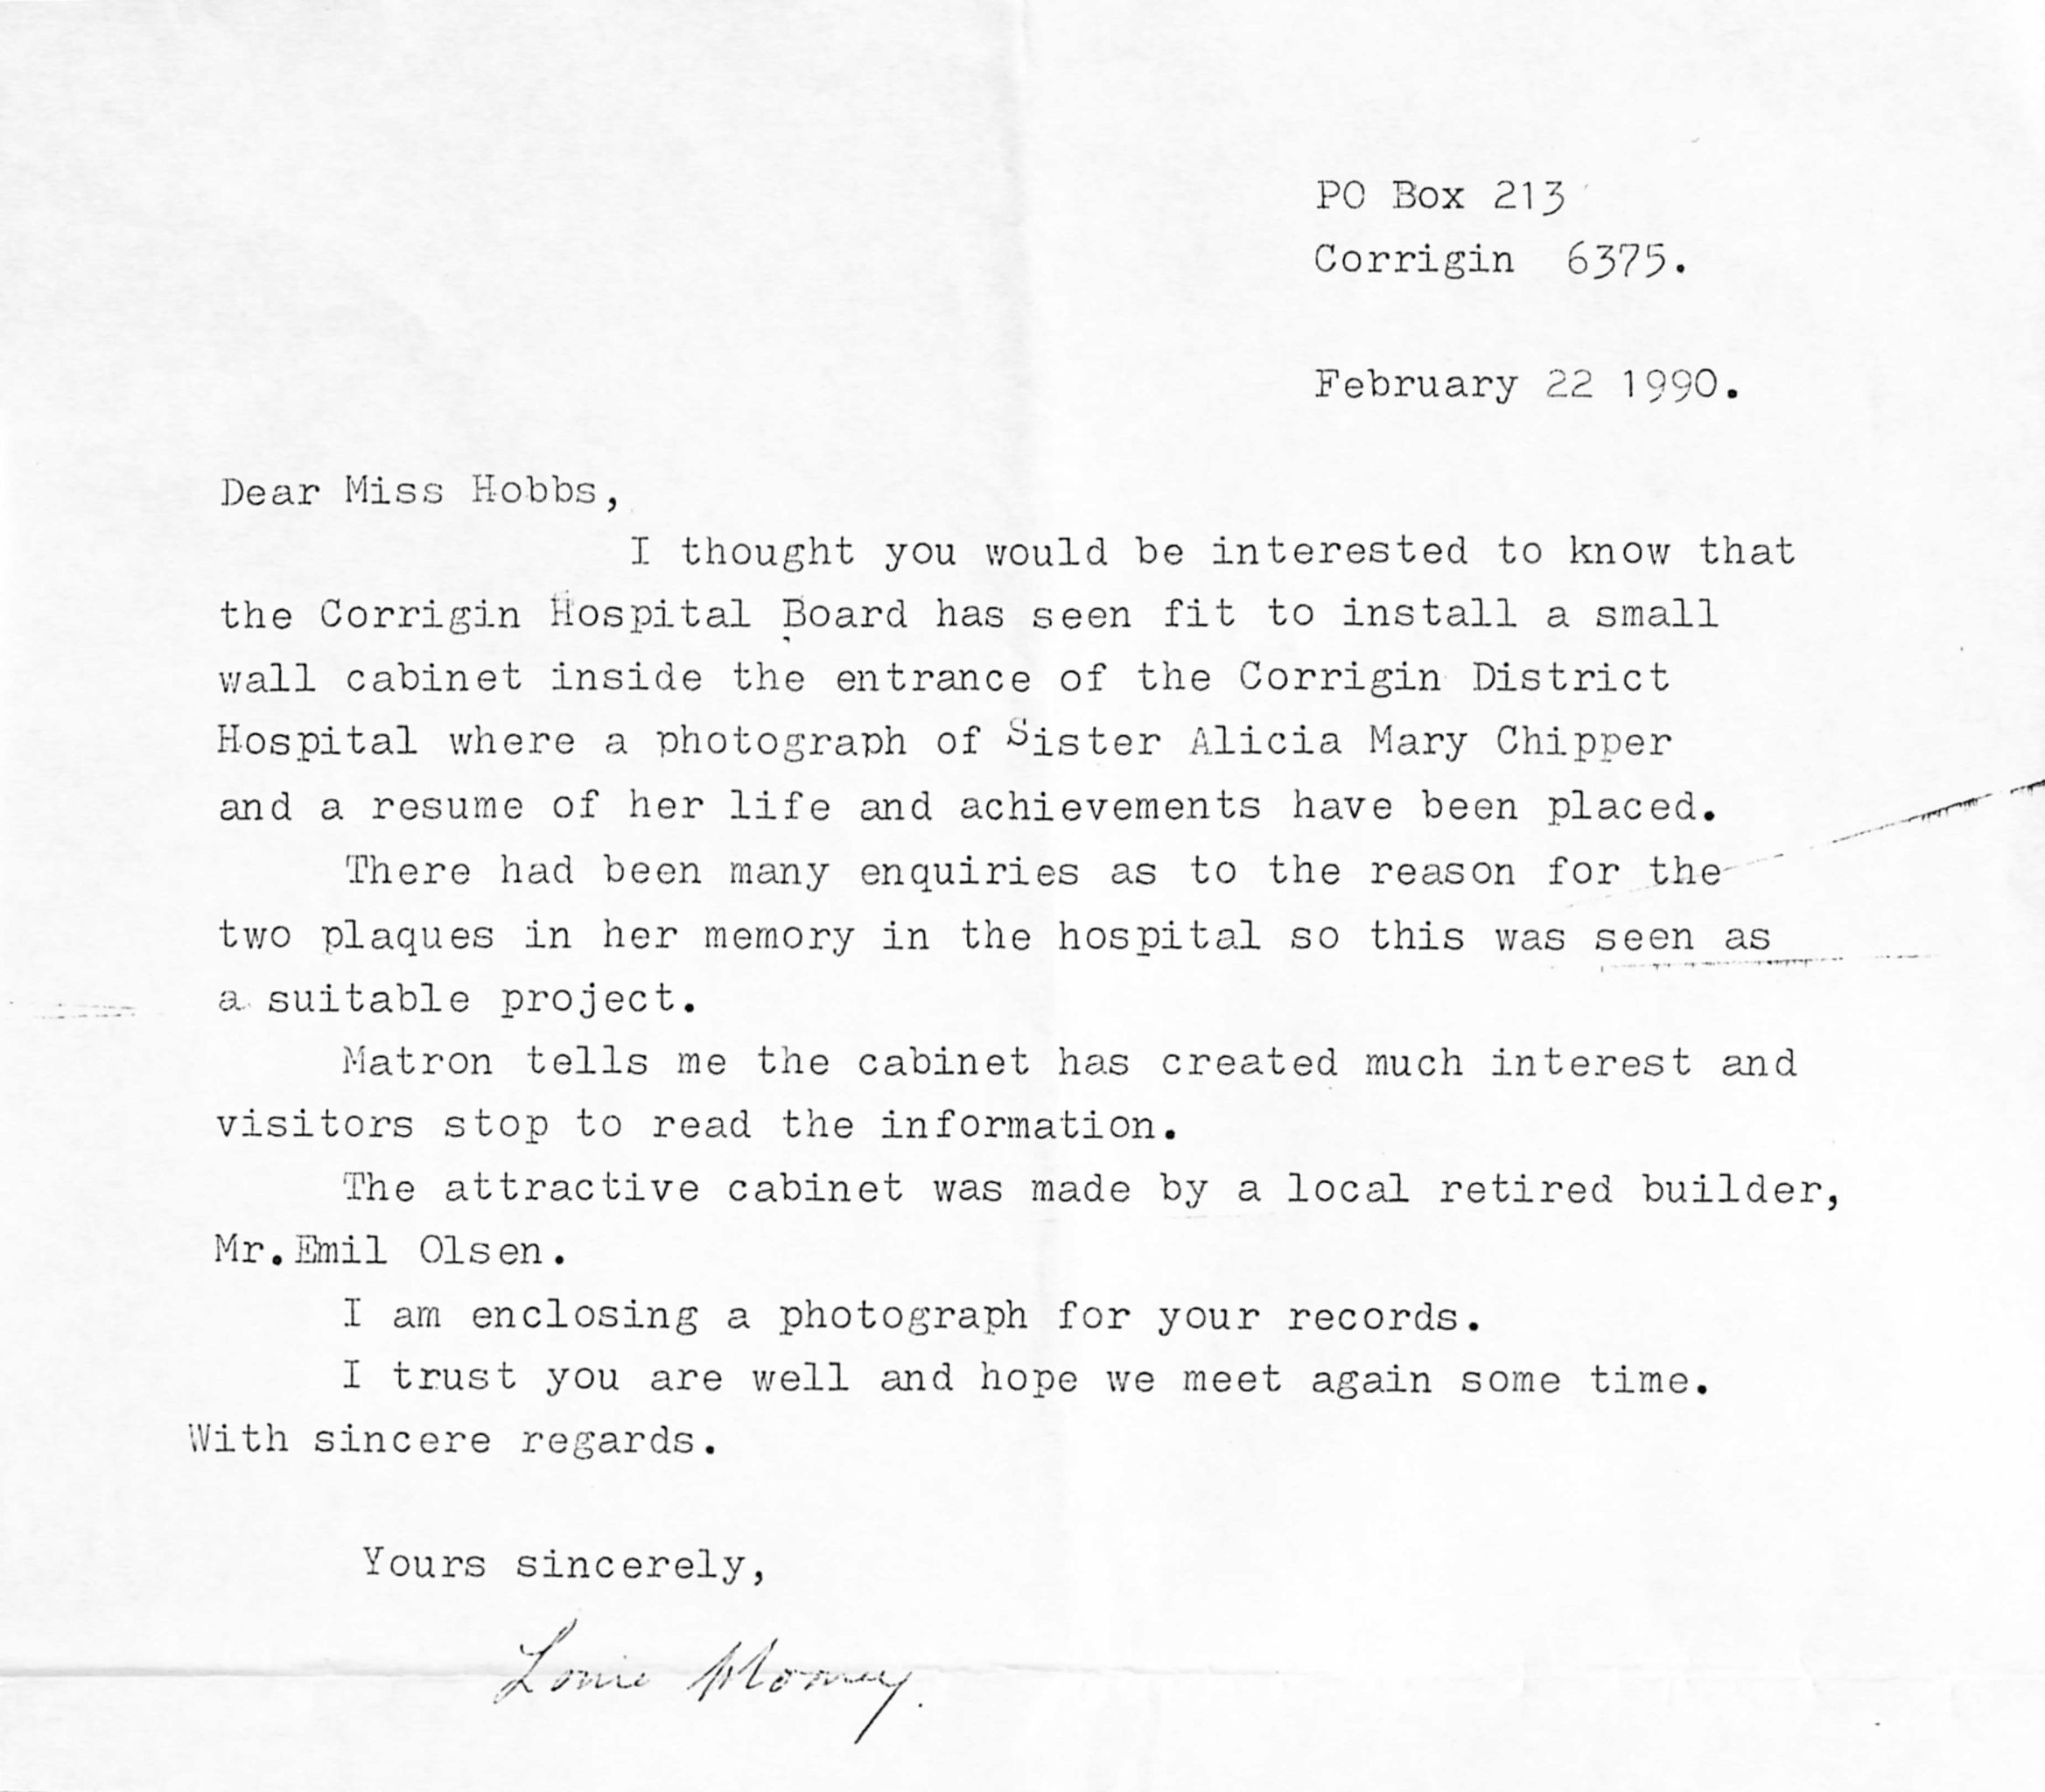 PO Box 213
Corrigin 6375.
February 22 1990.
Dear Miss Hobbs,
I thought you would be interested to know that
the Corrigin Hospital Board has seen fit to install a small
wall cabinet inside the entrance of the Corrigin District
Hospital where a photograph of Sister Alicia Mary Chipper
and a resume of her life and achievements have been placed.
There had been many enquiries as to the reason for the
two plaques in her memory in the hospital so this was seen as
a suitable project.
Matron tells me the cabinet has created much interest and
visitors stop to read the information.
The attractive cabinet was made by a local retired builder,
Mr.Emil Olsen.
I am enclosing a photograph for your records.
I trust you are well and hope we meet again some time.
With sincere regards.
Yours sincerely,